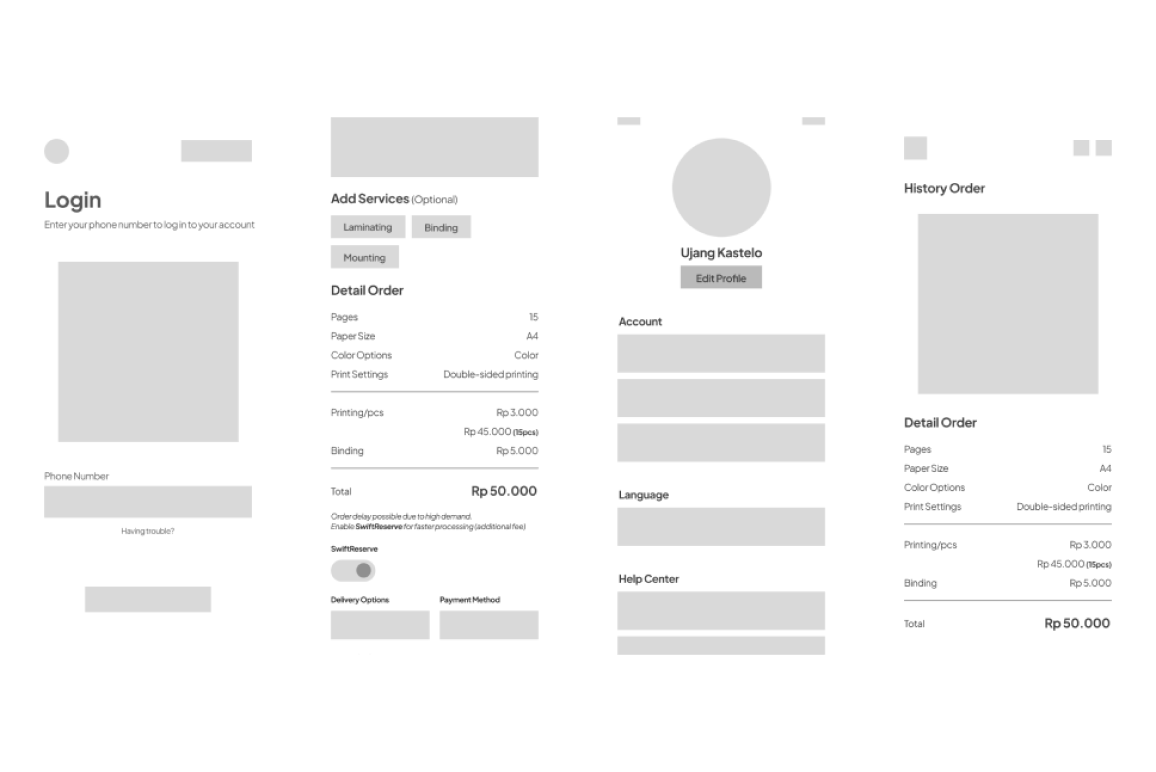 Login
Enter your phone number to log in to your account
Phone Number
Having trouble?
Add Services (Optional)
Laminating Binding
Mounting
Detail Order
Pages 15
Paper Size A4
Color Options Color
Print Settings Double-sided printing
Printing/pcs Rp 3.000
Rp 45.000 (15pcs)
Binding Rp 5.000
Total Rp 50.000
Order delay possible due to high demand.
Enable SwiftReserve for faster processing (additional fee)
SwiftReserve
Delivery Options Payment Method
Ujang Kastelo
Edit Profile
Account
Language
Help Center
History Order
Detail Order
Pages 15
Paper Size A4
Color Options Color
Print Settings Double-sided printing
Printing/pcs Rp 3.000
Rp 45.000 (15pcs)
Binding Rp 5.000
Total Rp 50.000